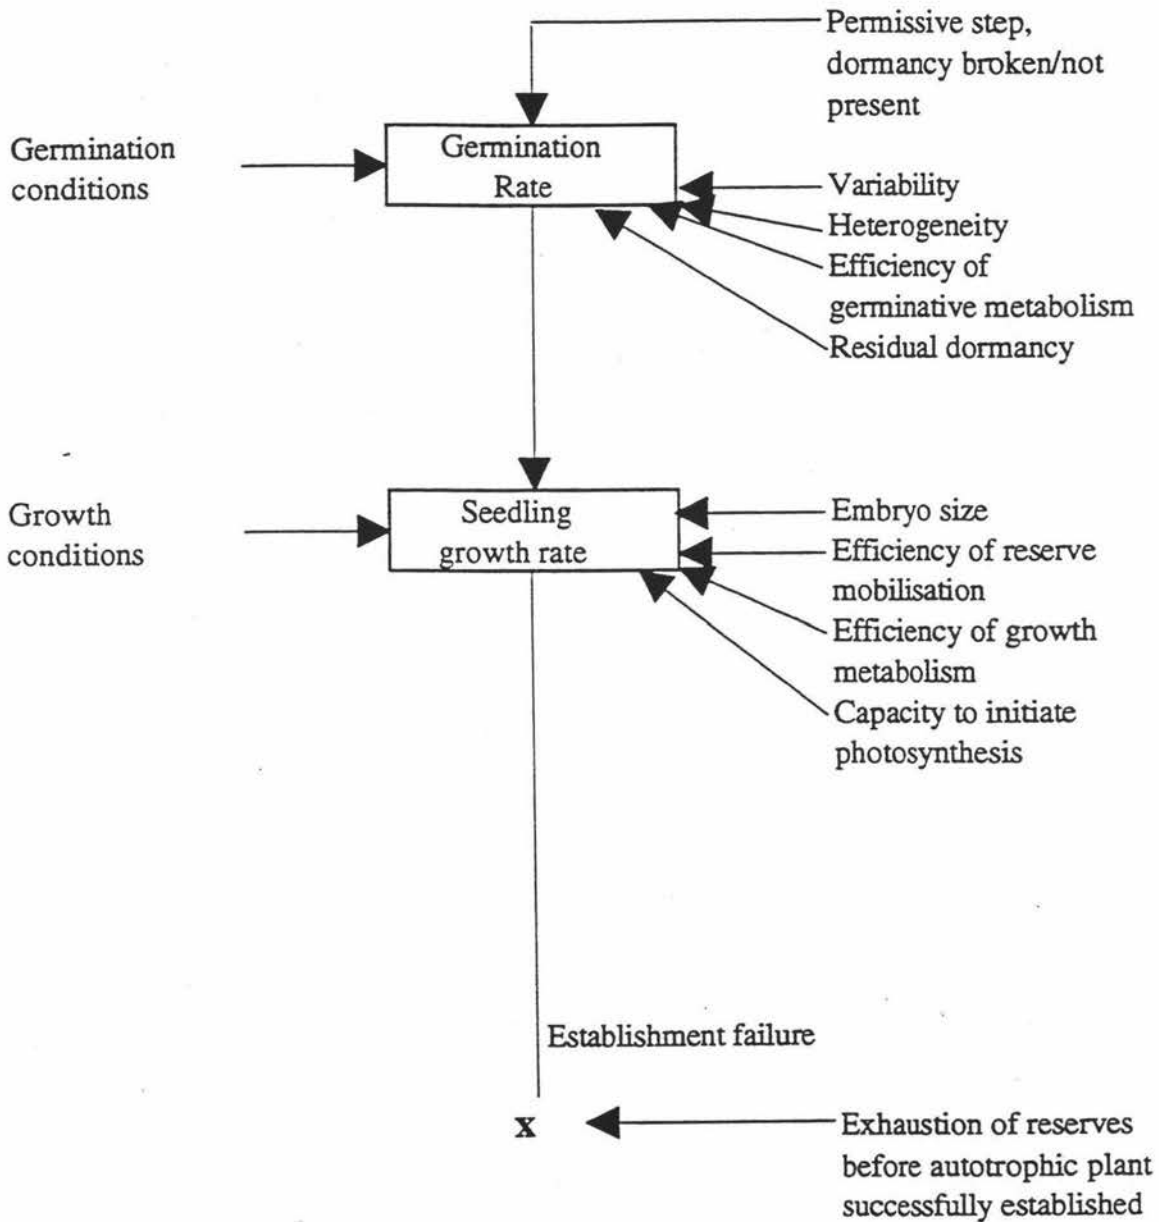 Permissive step,
dormancy broken/not
present
Germination
conditions
Germination
Rate
Variability
Heterogeneity
Efficiency of
germinative metabolism
Residual dormancy
Growth
conditions
Seedling
growth rate
Embryo size
Efficiency of reserve
mobilisation
Efficiency of growth
metabolism
Capacity to initiate
photosynthesis
Establishment failure
x
Exhaustion of reserves
before autotrophic plant
successfully established